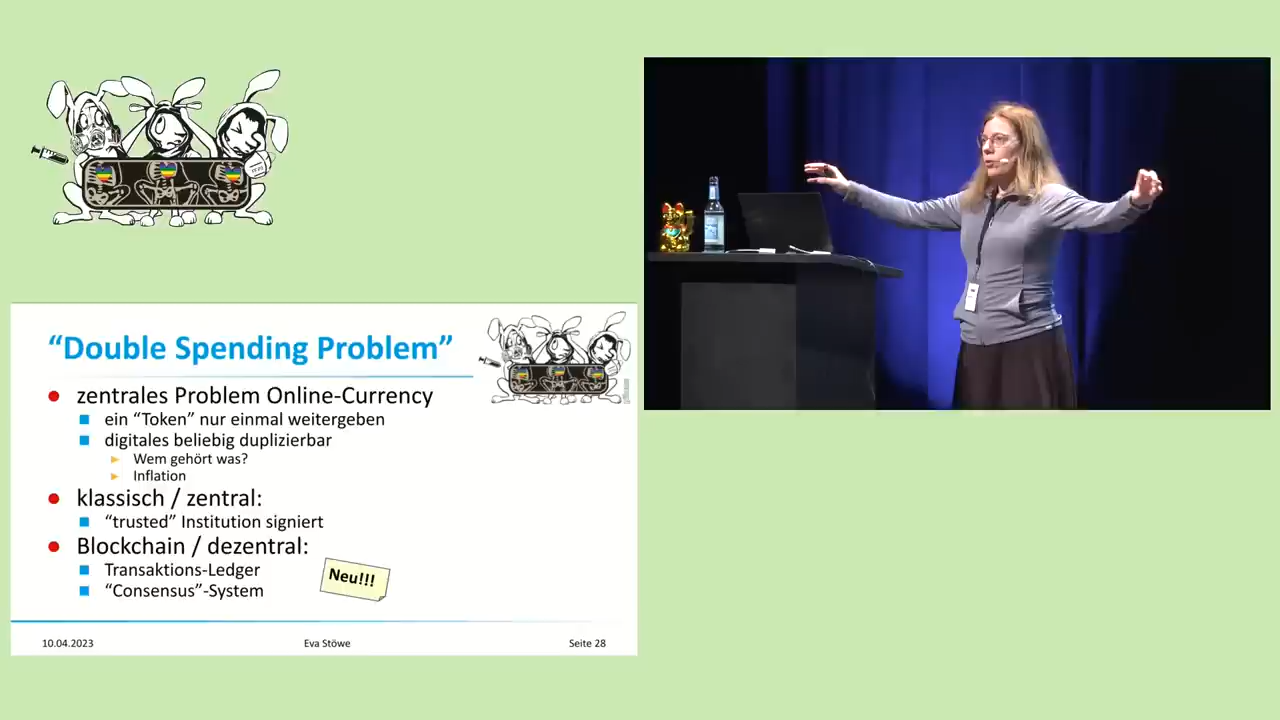 “Double Spending Problem”
zentrales Problem Online-Currency
ein “Token” nur einmal weitergeben
digitales beliebig duplizierbar
Wem gehört was?
Inflation
klassisch / zentral:
“trusted” Institution signiert
Blockchain / dezentral:
Transaktions-Ledger
“Consensus”-System
Neu!!!
10.04.2023
Eva Stöwe
Seite 28